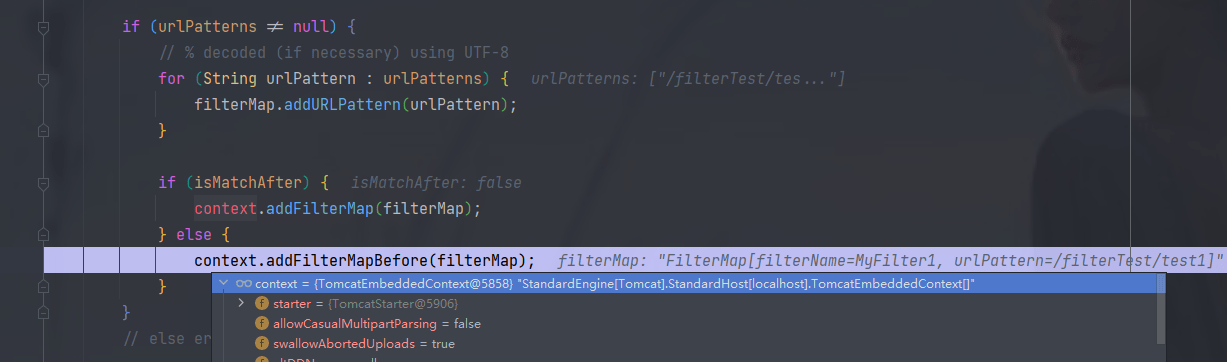 if (urlPatterns ≠ null) {
// % decoded (if necessary) using UTF-8
for (String urlPattern : urlPatterns) { urlPatterns: ["/filterTest/tes..."]
filterMap.addURLPattern(urlPattern);
}
if (isMatchAfter) { isMatchAfter: false
context.addFilterMap(filterMap);
} else {
context.addFilterMapBefore(filterMap); filterMap: "FilterMap[filterName=MyFilter1, urlPattern=/filterTest/test1]"
context = {TomcatEmbeddedContext@5858} "StandardEngine[Tomcat].StandardHost[localhost].TomcatEmbeddedContext[]"
}
f starter = {TomcatStarter@5906}
}
f allowCasualMultipartParsing = false
// else er
f swallowAbortedUploads = true